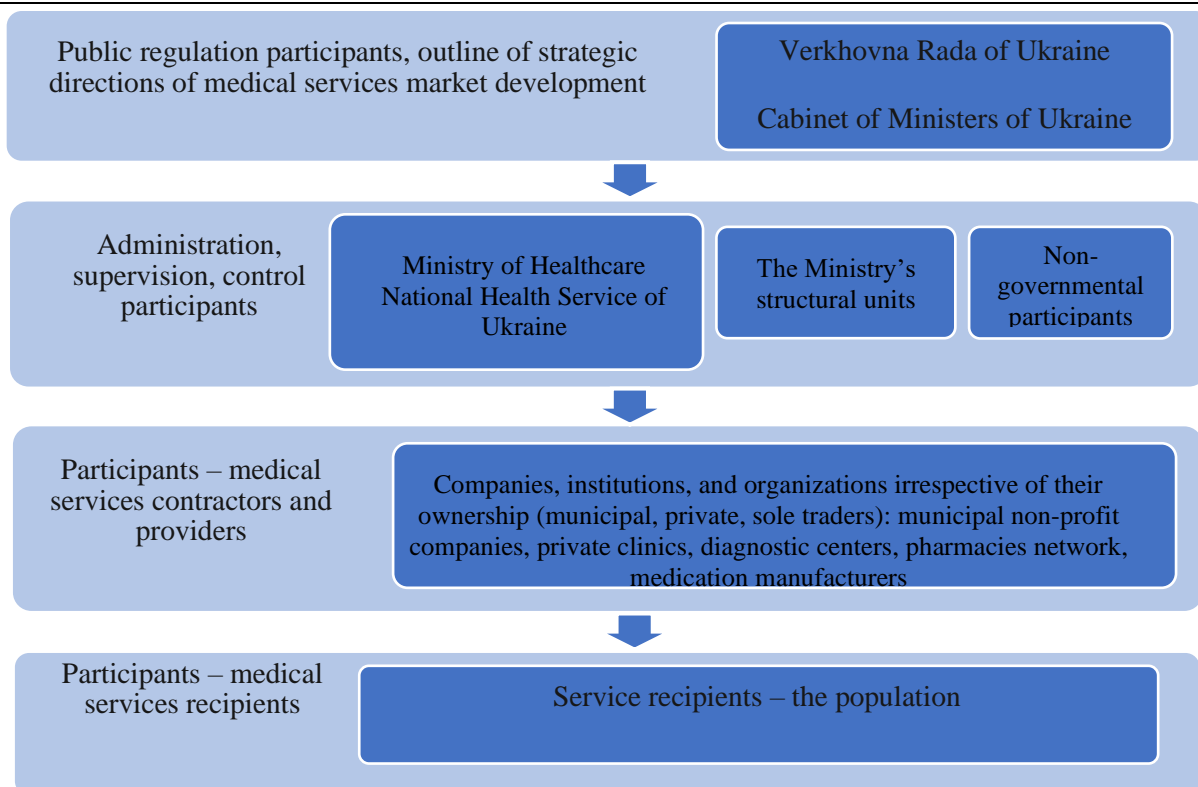 Public regulation participants, outline of strategic
directions of medical services market development
Verkhovna Rada of Ukraine
Cabinet of Ministers of Ukraine
Administration,
supervision, control
participants
Ministry of Healthcare
National Health Service of
Ukraine
The Ministry’s
structural units
Non-
governmental
participants
Participants – medical
services contractors and
providers
Companies, institutions, and organizations irrespective of their
ownership (municipal, private, sole traders): municipal non-profit
companies, private clinics, diagnostic centers, pharmacies network,
medication manufacturers
Participants – medical
services recipients
Service recipients – the population